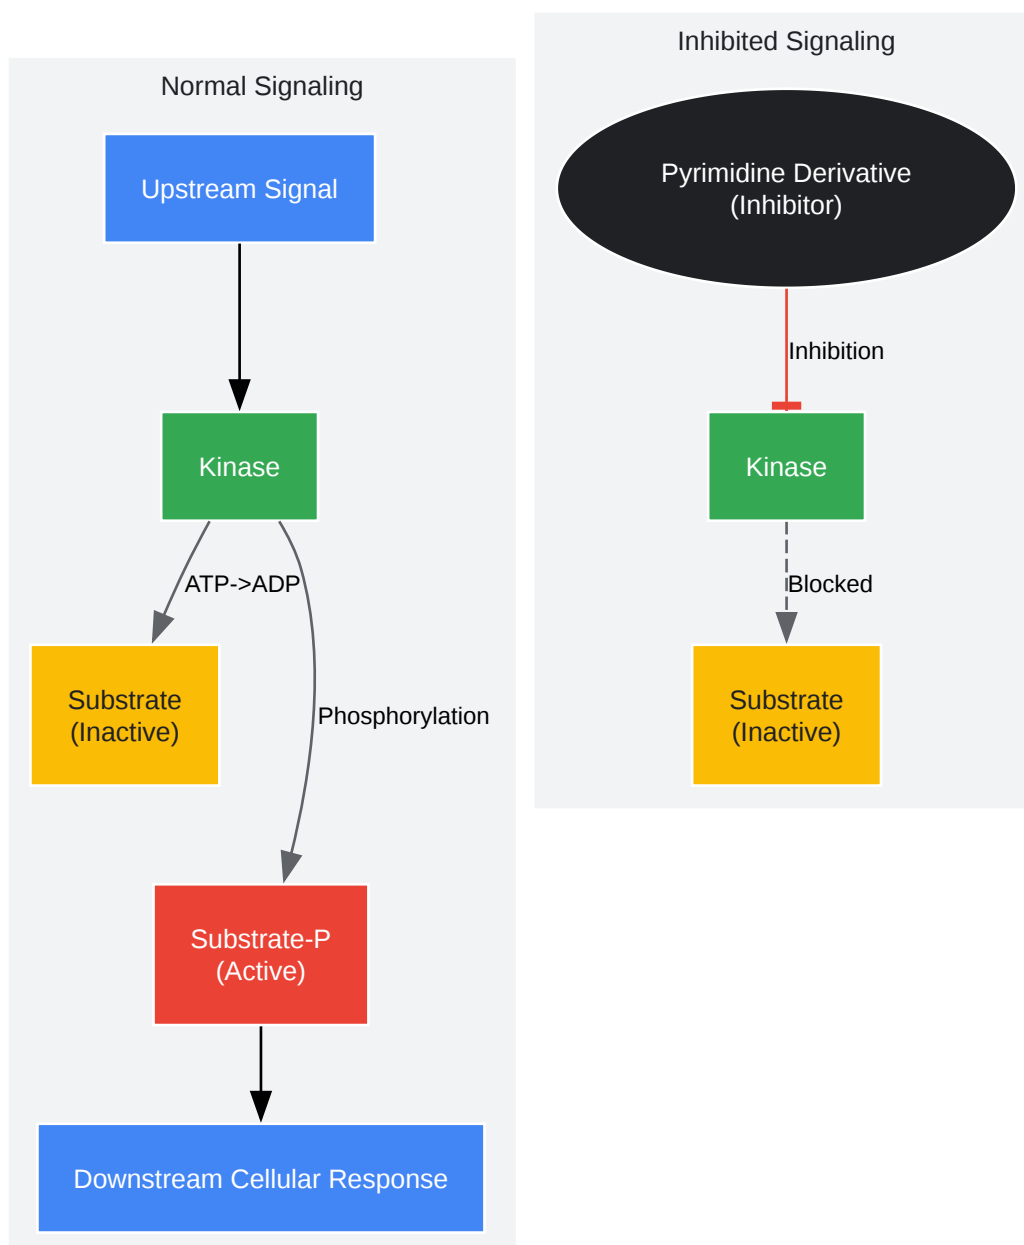 Normal Signaling
Upstream Signal
Kinase
ATP->ADP
Substrate
(Inactive)
Phosphorylation
Substrate-P
(Active)
Downstream Cellular Response
Inhibited Signaling
Pyrimidine Derivative
(Inhibitor)
Inhibition
Kinase
Blocked
Substrate
(Inactive)